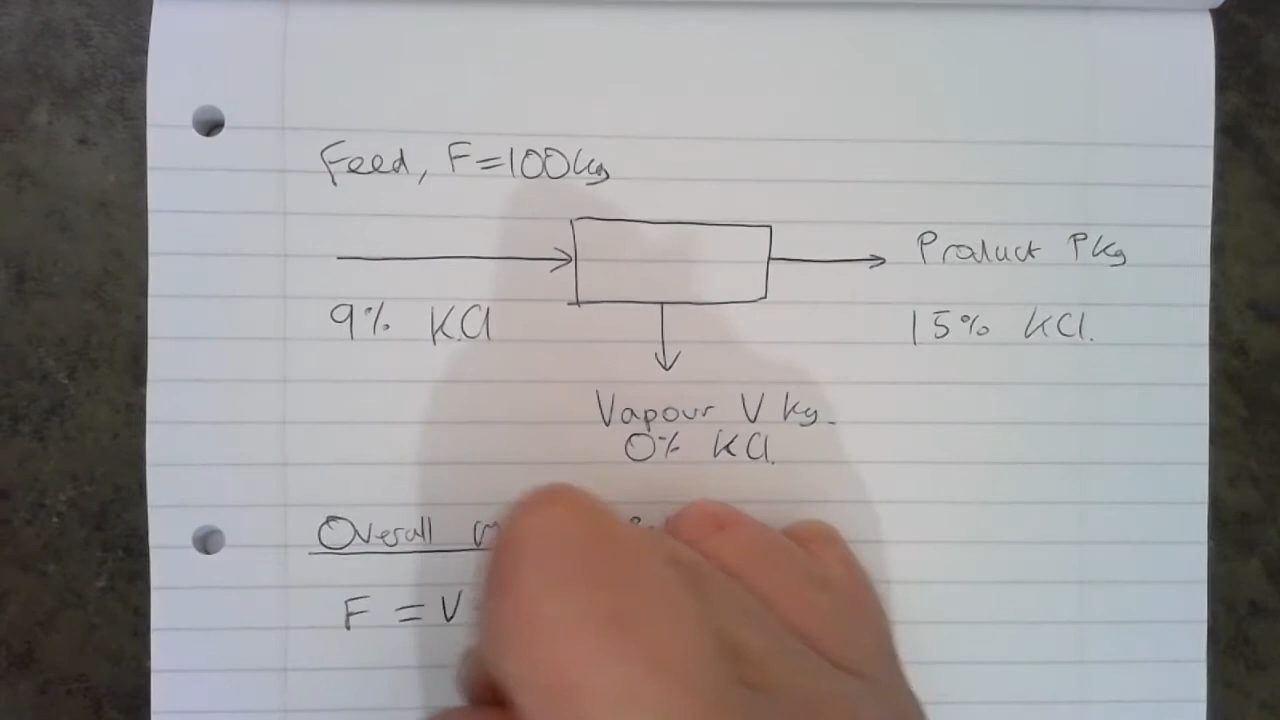 Feed, F=100kg
9% KCl
Product P kg
15% KCl.
Vapour V kg.
0% KCl.
Overall
F = V